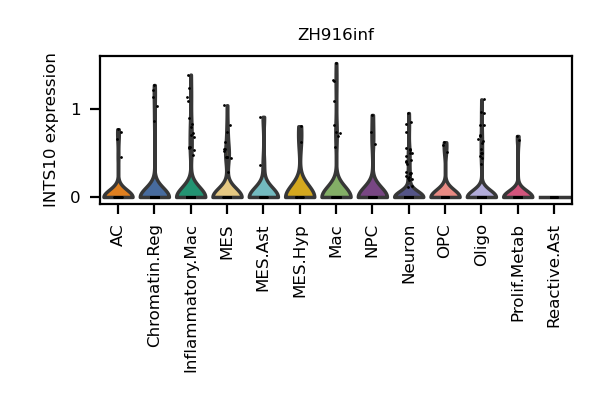 ZH916inf
INTS10 expression
1
0
AC
Chromatin.Reg
Inflammatory.Mac
MES
MES.Ast
MES.Hyp
Mac
NPC
Neuron
OPC
Oligo
Prolif.Metab
Reactive.Ast